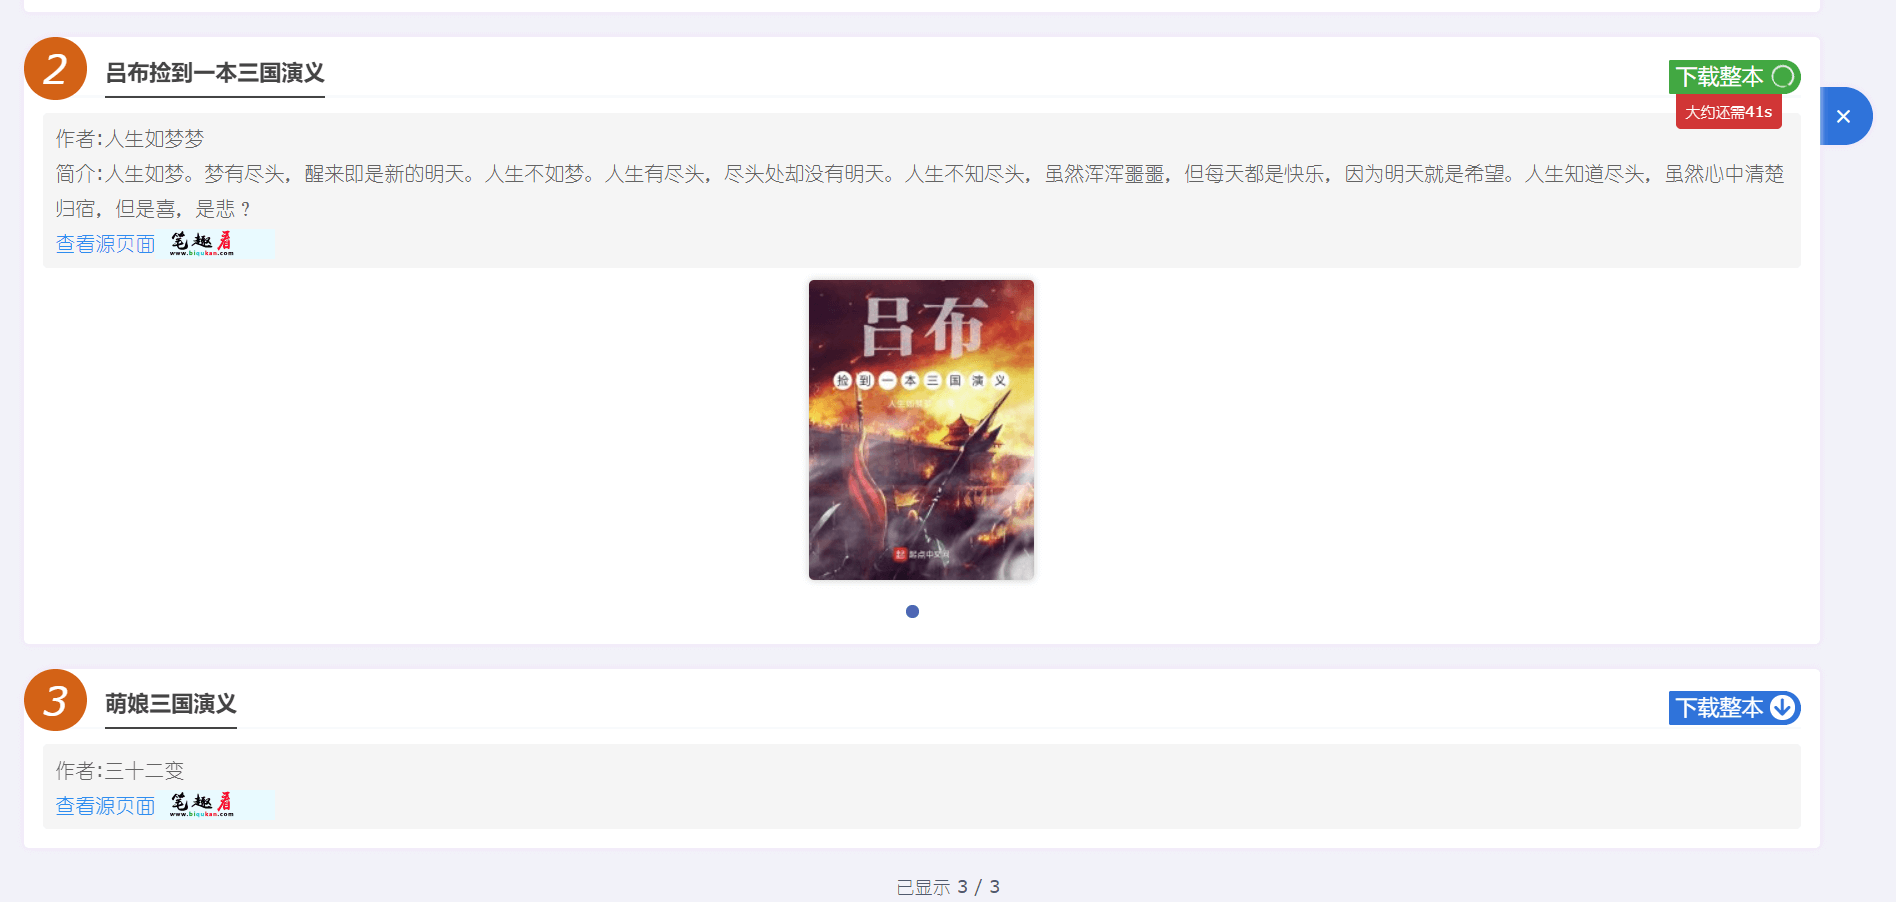 2
吕布捡到一本三国演义
下载整本
大约还需41s
×
作者:人生如梦梦
简介:人生如梦。梦有尽头，醒来即是新的明天。人生不如梦。人生有尽头，尽头处却没有明天。人生不知尽头，虽然浑浑噩噩，但每天都是快乐，因为明天就是希望。人生知道尽头，虽然心中清楚
归宿，但是喜，是悲？
查看源页面
笔趣看
www.biqukan.com
吕布
捡到一本三国演义
起点中文网
3
萌娘三国演义
下载整本
作者:三十二变
查看源页面
笔趣看
www.biqukan.com
已显示 3 / 3